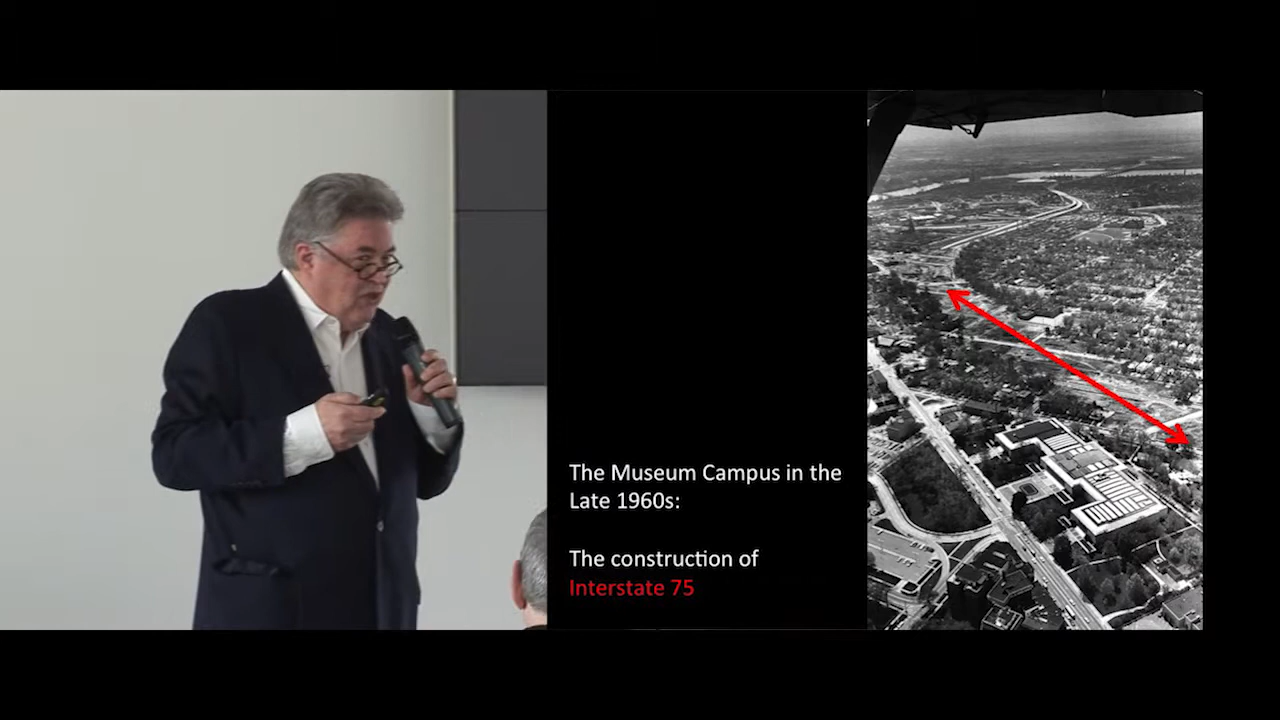 The Museum Campus in the
Late 1960s:
The construction of
Interstate 75